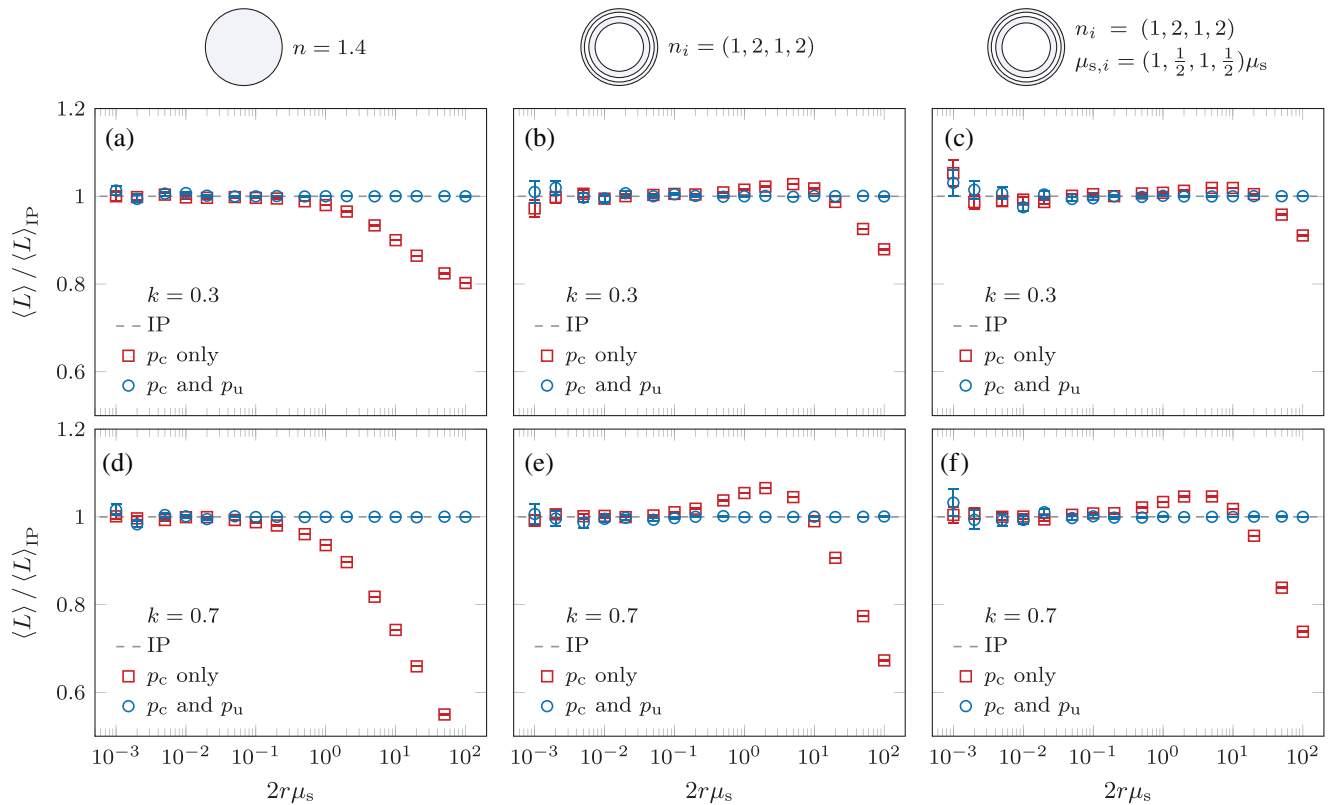 n = 1.4
n_i = (1, 2, 1, 2)
n_i = (1, 2, 1, 2)
μ_{s,i} = (1, 1/2, 1, 1/2)μ_s
⟨L⟩ / ⟨L⟩_IP
1.2
1
0.8
0.6
(a)
k = 0.3
IP
p_c only
p_c and p_u
(b)
k = 0.3
IP
p_c only
p_c and p_u
(c)
k = 0.3
IP
p_c only
p_c and p_u
⟨L⟩ / ⟨L⟩_IP
1.2
1
0.8
0.6
(d)
k = 0.7
IP
p_c only
p_c and p_u
(e)
k = 0.7
IP
p_c only
p_c and p_u
(f)
k = 0.7
IP
p_c only
p_c and p_u
10^{−3} 10^{−2} 10^{−1} 10^0 10^1 10^2
10^{−3} 10^{−2} 10^{−1} 10^0 10^1 10^2
10^{−3} 10^{−2} 10^{−1} 10^0 10^1 10^2
2rμ_s
2rμ_s
2rμ_s